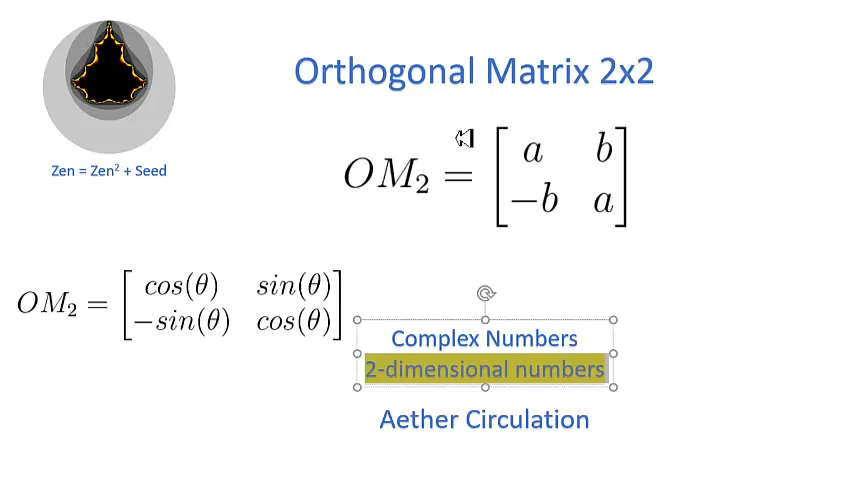 Orthogonal Matrix 2x2
Zen = Zen² + Seed
OM₂ = [a b
-b a]
OM₂ = [cos(θ) sin(θ)
-sin(θ) cos(θ)]
Complex Numbers
2-dimensional numbers
Aether Circulation